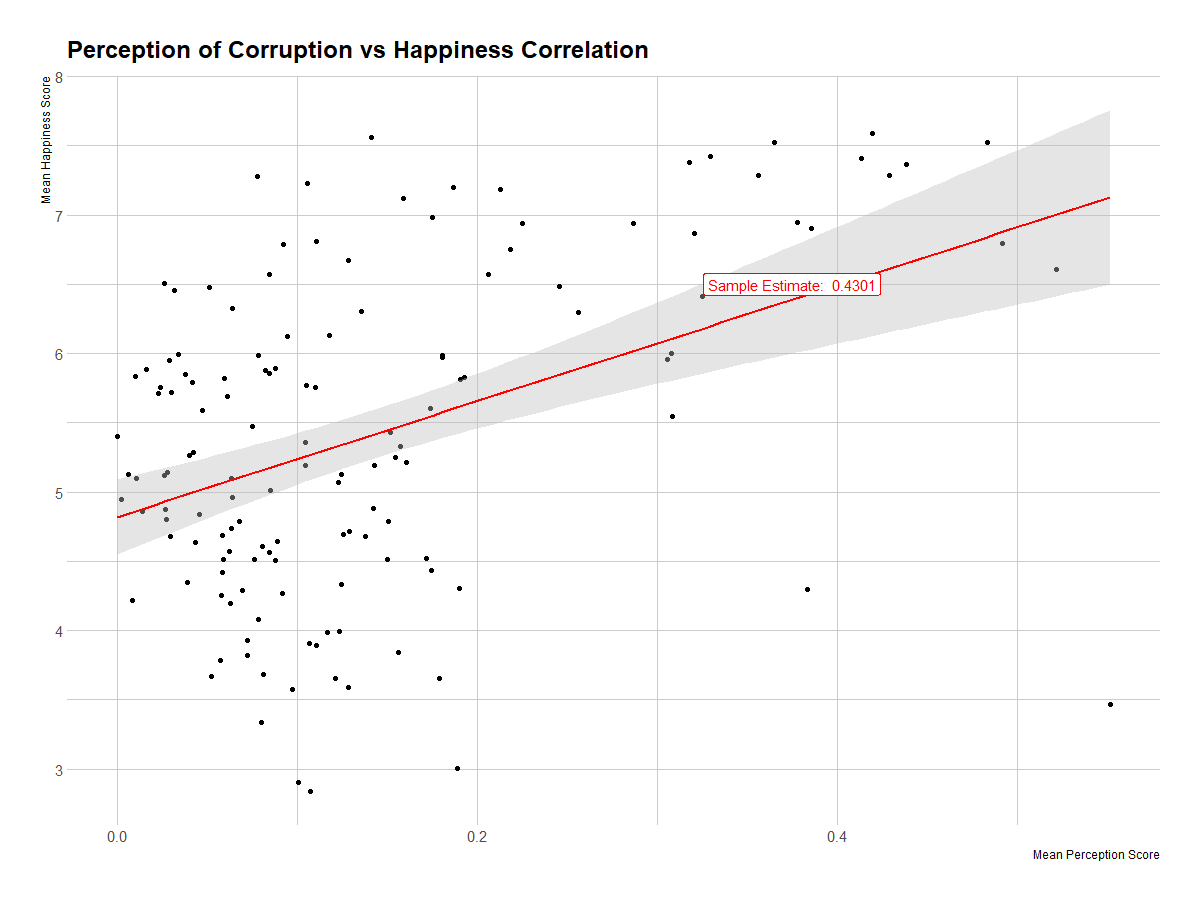 Perception of Corruption vs Happiness Correlation
Mean Happiness Score
8
7
6
5
4
3
Sample Estimate:  0.4301
0.0
0.2
0.4
Mean Perception Score